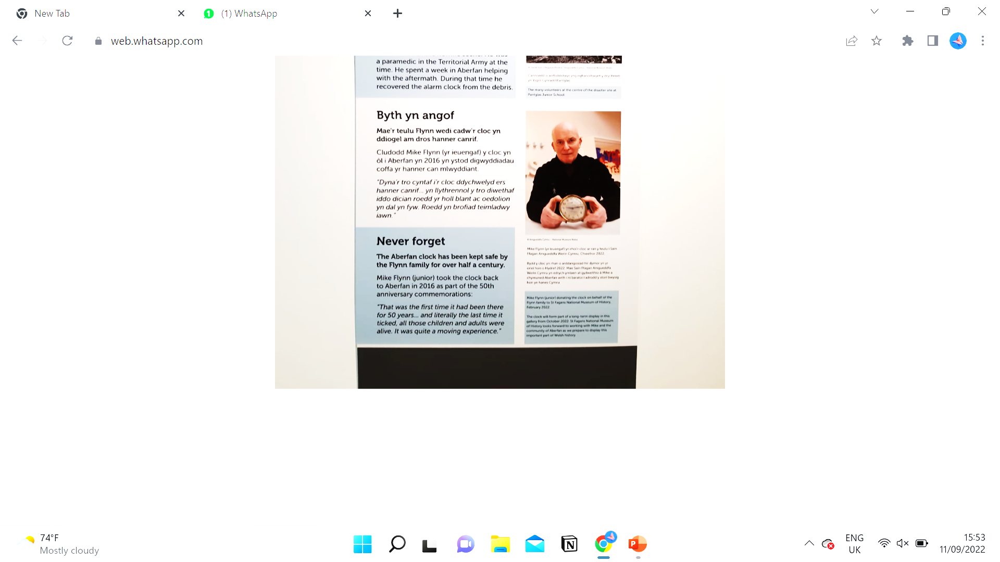 New Tab
(1) WhatsApp
web.whatsapp.com
a paramedic in the Territorial Army at the
time. He spent a week in Aberfan helping
with the aftermath. During that time he
recovered the alarm clock from the debris.
Byth yn angof
Mae'r teulu Flynn wedi cadw'r cloc yn
ddiogel am dros hanner canrif.
Cludodd Mike Flynn (yr ieuengaf) y cloc yn
ôl i Aberfan yn 2016 yn ystod digwyddiadau
coffa yr hanner can mlwyddiant.
"Dyna'r tro cyntaf i'r cloc ddychwelyd ers
hanner canrif... yn llythrennol y tro diwethaf
iddo dician roedd yr holl blant ac oedolion
yn dal yn fyw. Roedd yn brofiad teimladwy
iawn."
Never forget
The Aberfan clock has been kept safe by
the Flynn family for over half a century.
Mike Flynn (junior) took the clock back
to Aberfan in 2016 as part of the 50th
anniversary commemorations:
"That was the first time it had been there
for 50 years... and literally the last time it
ticked, all those children and adults were
alive. It was quite a moving experience."
yn Ysgol Gynradd Pantglas
The many volunteers at the centre of the disaster site at
Pantglas Junior School
© Amgueddfa Cymru – National Museum Wales
Mike Flynn (yr ieuengaf) yn rhoi'r cloc ar ran y teulu i Sain
Ffagan Amgueddfa Werin Cymru, Chwefror 2022.
Bydd y cloc yn rhan o arddangosiad hir dymor yn yr
oriel hon o Hydref 2022. Mae Sain Ffagan Amgueddfa
Werin Cymru yn edrych ymlaen at gydweithio â Mike a
chymuned Aberfan wrth i ni baratoi i adrodd y stori bwysig
hon yn hanes Cymru
Mike Flynn (junior) donating the clock on behalf of the
Flynn family to St Fagans National Museum of History,
February 2022.
The clock will form part of a long-term display in this
gallery from October 2022. St Fagans National Museum
of History looks forward to working with Mike and the
community of Aberfan as we prepare to display this
important part of Welsh history.
74°F
Mostly cloudy
ENG
UK
15:53
11/09/2022